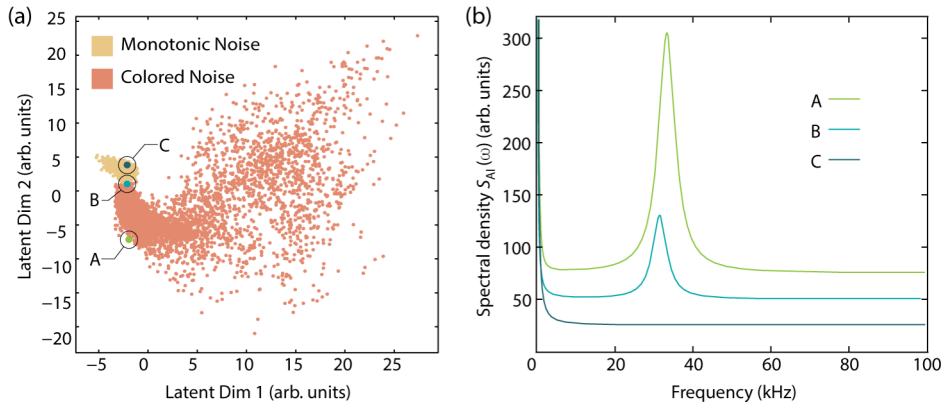 (a)
25
20
15
10
5
0
−5
−10
−15
−20
Latent Dim 2 (arb. units)
Monotonic Noise
Colored Noise
C
B
A
−5 0 5 10 15 20 25
Latent Dim 1 (arb. units)
(b)
300
250
200
150
100
50
Spectral density S_AI (ω) (arb. units)
A
B
C
0 20 40 60 80 100
Frequency (kHz)